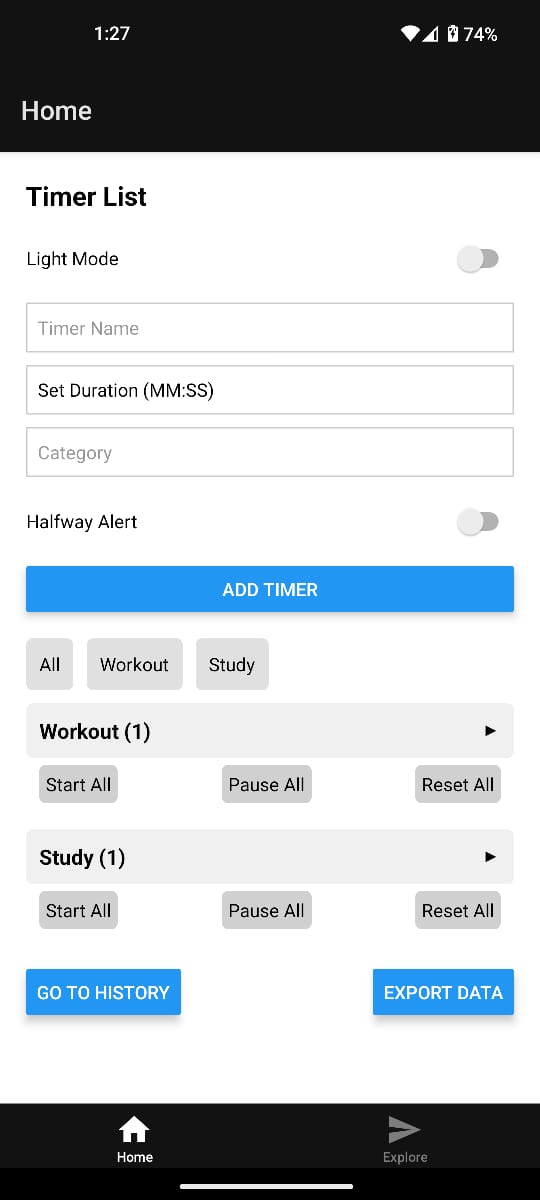 1:27 74%
Home
Timer List
Light Mode
Timer Name
Set Duration (MM:SS)
Category
Halfway Alert
ADD TIMER
All Workout Study
Workout (1)
Start All Pause All Reset All
Study (1)
Start All Pause All Reset All
GO TO HISTORY EXPORT DATA
Home Explore